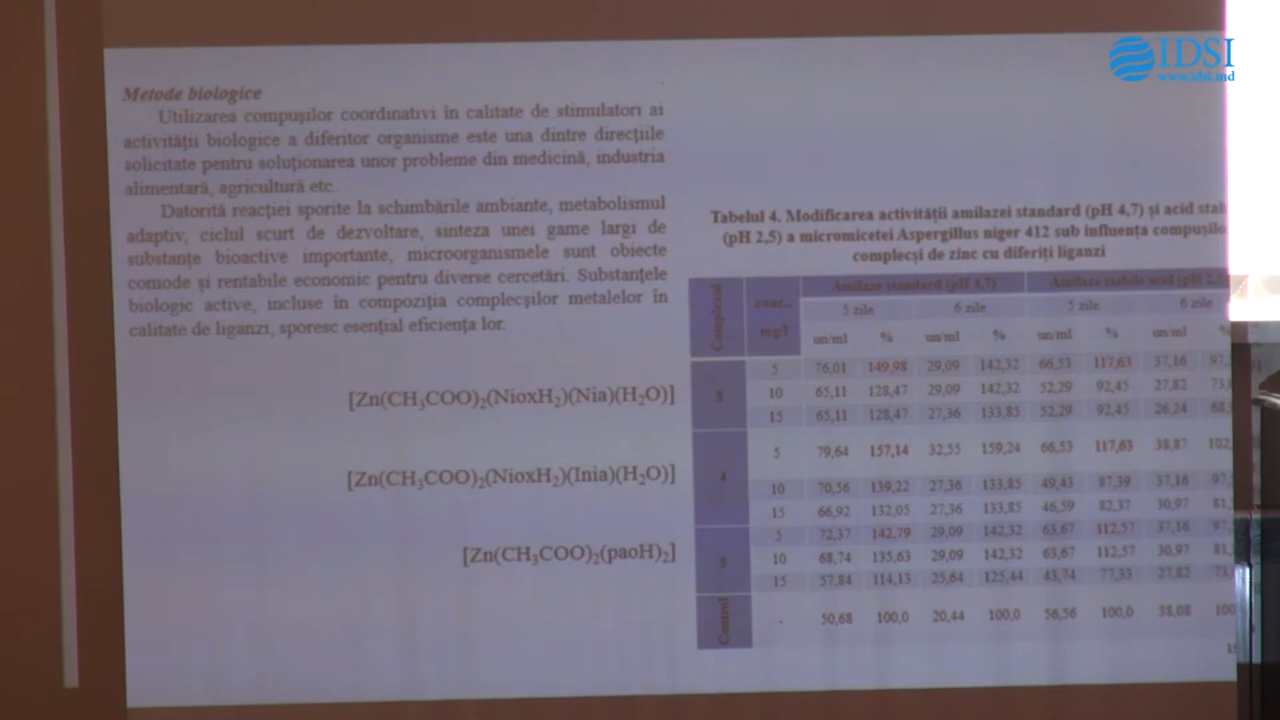 IDSI
www.idsi.md
Metode biologice
Utilizarea compușilor coordinativi în calitate de stimulatori ai
activității biologice a diferitor organisme este una dintre direcțiile
solicitate pentru soluționarea unor probleme din medicină, industria
alimentară, agricultură etc.
Datorită reacției sporite la schimbările ambiante, metabolismul
adaptiv, ciclul scurt de dezvoltare, sinteza unei game largi de
substanțe bioactive importante, microorganismele sunt obiecte
comode și rentabile economic pentru diverse cercetări. Substanțele
biologic active, incluse în compoziția complecșilor metalelor în
calitate de liganzi, sporesc esențial eficiența lor.
[Zn(CH₃COO)₂(NioxH₂)(Nia)(H₂O)]
[Zn(CH₃COO)₂(NioxH₂)(Inia)(H₂O)]
[Zn(CH₃COO)₂(paoH)₂]
Tabelul 4. Modificarea activității amilazei standard (pH 4,7) și acid stab
(pH 2,5) a micromicetei Aspergillus niger 412 sub influența compușilo
complecși de zinc cu diferiți liganzi
Complexul conc., mg/l Amilaze standard (pH 4,7) Amilaze stabile
5 zile 6 zile 5 zile 6 zile
un/ml % un/ml % un/ml % un/ml %
5 76,01 149,98 29,09 142,32 66,53 117,63 37,16 97,
10 65,11 128,47 29,09 142,32 52,29 92,45 27,82 73,
15 65,11 128,47 27,36 133,85 52,29 92,45 26,24 68,
4
5 79,64 157,14 32,55 159,24 66,53 117,63 38,87 102,
10 70,56 139,22 27,36 133,85 49,43 87,39 37,16 97,
15 66,92 132,05 27,36 133,85 46,59 82,37 30,97 81,
5 72,37 142,79 29,09 142,32 63,67 112,57 37,16 97,
10 68,74 135,63 29,09 142,32 63,67 112,57 30,97 81,
15 57,84 114,13 25,64 125,44 43,74 77,33 27,82 73,
Control - 50,68 100,0 20,44 100,0 56,56 100,0 38,08 100